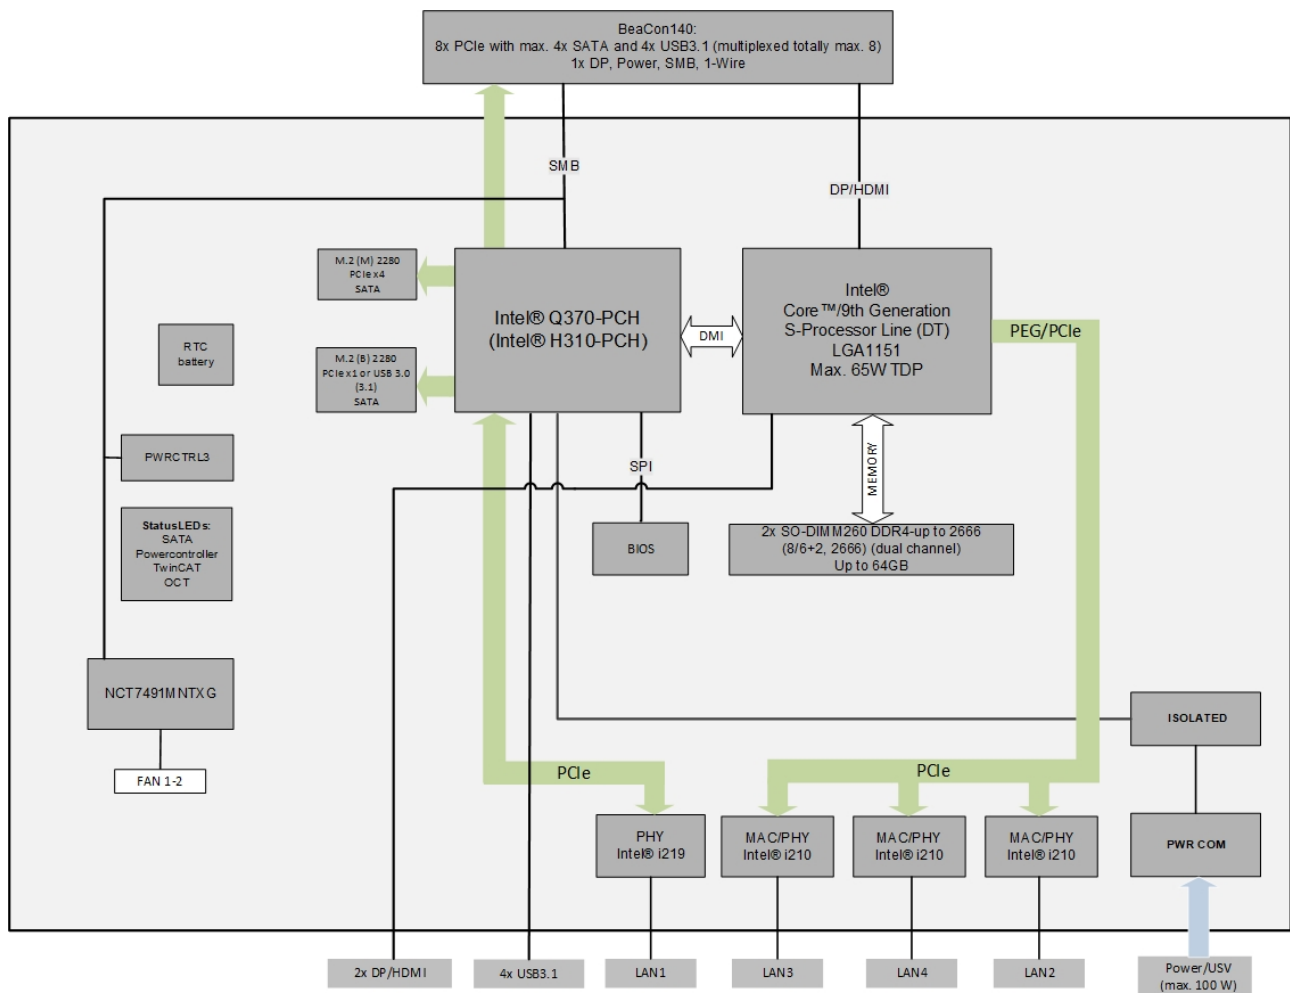 BeaCon140:
8x PCIe with max. 4x SATA and 4x USB3.1 (multiplexed totally max. 8)
1x DP, Power, SMB, 1-Wire
SMB
DP/HDMI
M.2 (M) 2280
PCIe x4
SATA
Intel® Q370-PCH
(Intel® H310-PCH)
DMI
Intel®
Core™/9th Generation
S-Processor Line (DT)
LGA1151
Max. 65W TDP
PEG/PCIe
RTC
battery
M.2 (B) 2280
PCIe x1 or USB 3.0
(3.1)
SATA
PWRCTRL3
SPI
MEMORY
StatusLEDs:
SATA
Powercontroller
TwinCAT
OCT
BIOS
2x SO-DIMM260 DDR4-up to 2666
(8/6+2, 2666) (dual channel)
Up to 64GB
NCT7491MNTXG
FAN 1-2
ISOLATED
PCIe
PCIe
PHY
Intel® i219
MAC/PHY
Intel® i210
MAC/PHY
Intel® i210
MAC/PHY
Intel® i210
PWR COM
2x DP/HDMI
4x USB3.1
LAN1
LAN3
LAN4
LAN2
Power/USV
(max. 100 W)